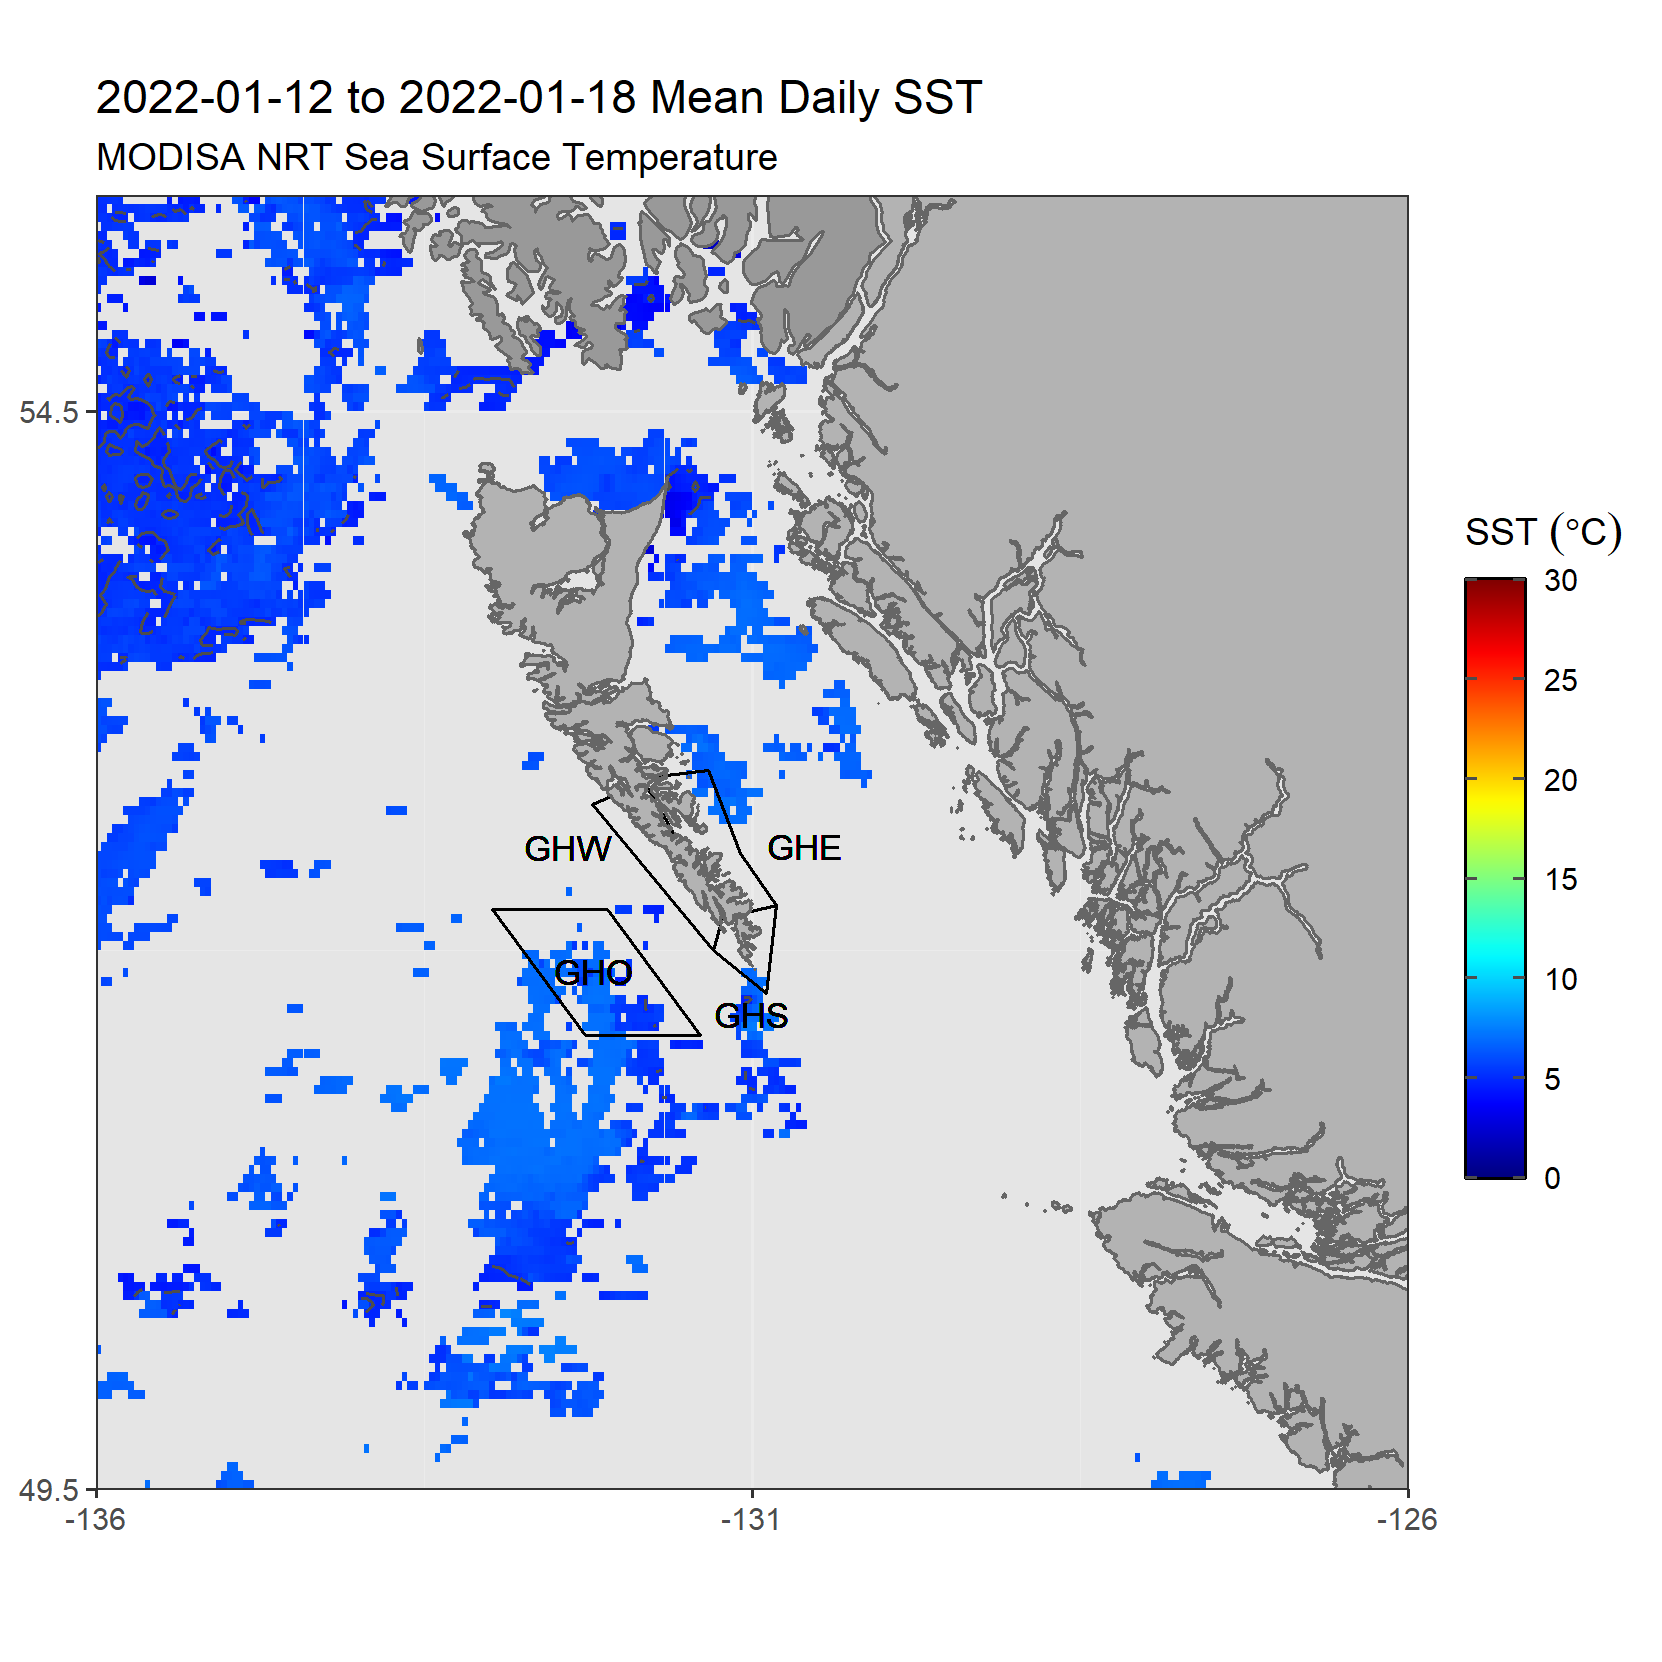 2022-01-12 to 2022-01-18 Mean Daily SST
MODISA NRT Sea Surface Temperature
54.5
49.5
-136
-131
-126
GHW
GHE
GHO
GHS
SST (°C)
30
25
20
15
10
5
0